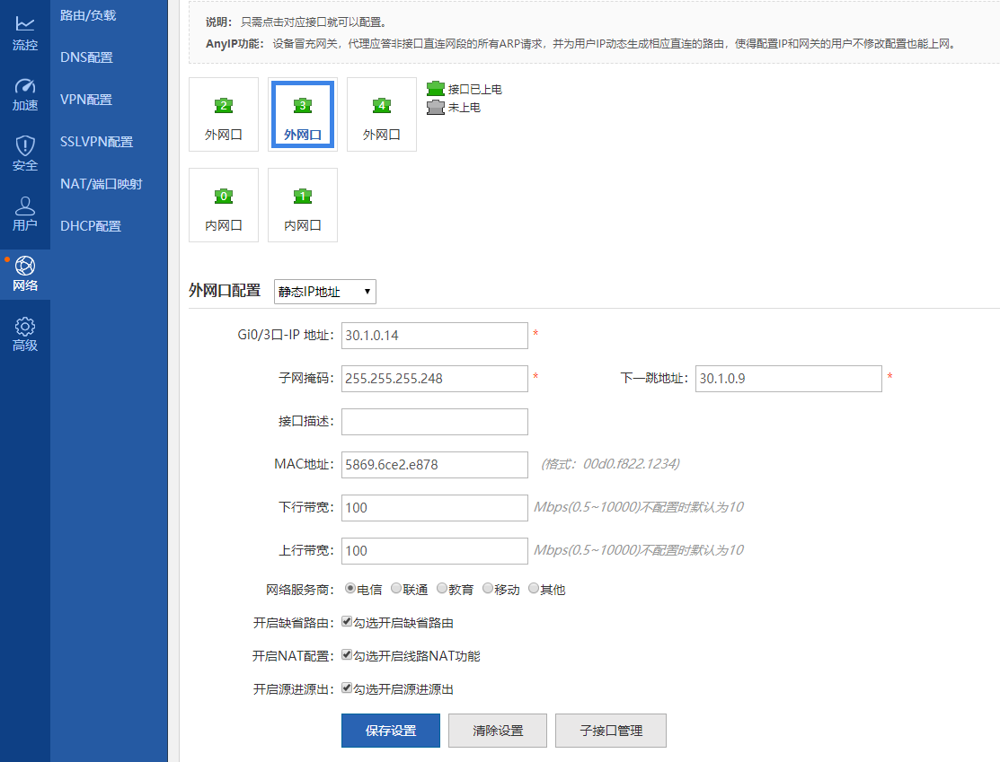 流控
加速
安全
用户
网络
高级
路由/负载
DNS配置
VPN配置
SSLVPN配置
NAT/端口映射
DHCP配置
说明： 只需点击对应接口就可以配置。
AnyIP功能： 设备冒充网关，代理应答非接口直连网段的所有ARP请求，并为用户IP动态生成相应直连的路由，使得配置IP和网关的用户不修改配置也能上网。
2 3 4
外网口 外网口 外网口
接口已上电
未上电
0 1
内网口 内网口
外网口配置 静态IP地址
Gi0/3口-IP 地址： 30.1.0.14 *
子网掩码： 255.255.255.248 * 下一跳地址： 30.1.0.9 *
接口描述：
MAC地址： 5869.6ce2.e878 (格式：00d0.f822.1234)
下行带宽： 100 Mbps(0.5~10000)不配置时默认为10
上行带宽： 100 Mbps(0.5~10000)不配置时默认为10
网络服务商： 电信 联通 教育 移动 其他
开启缺省路由： 勾选开启缺省路由
开启NAT配置： 勾选开启线路NAT功能
开启源进源出： 勾选开启源进源出
保存设置 清除设置 子接口管理